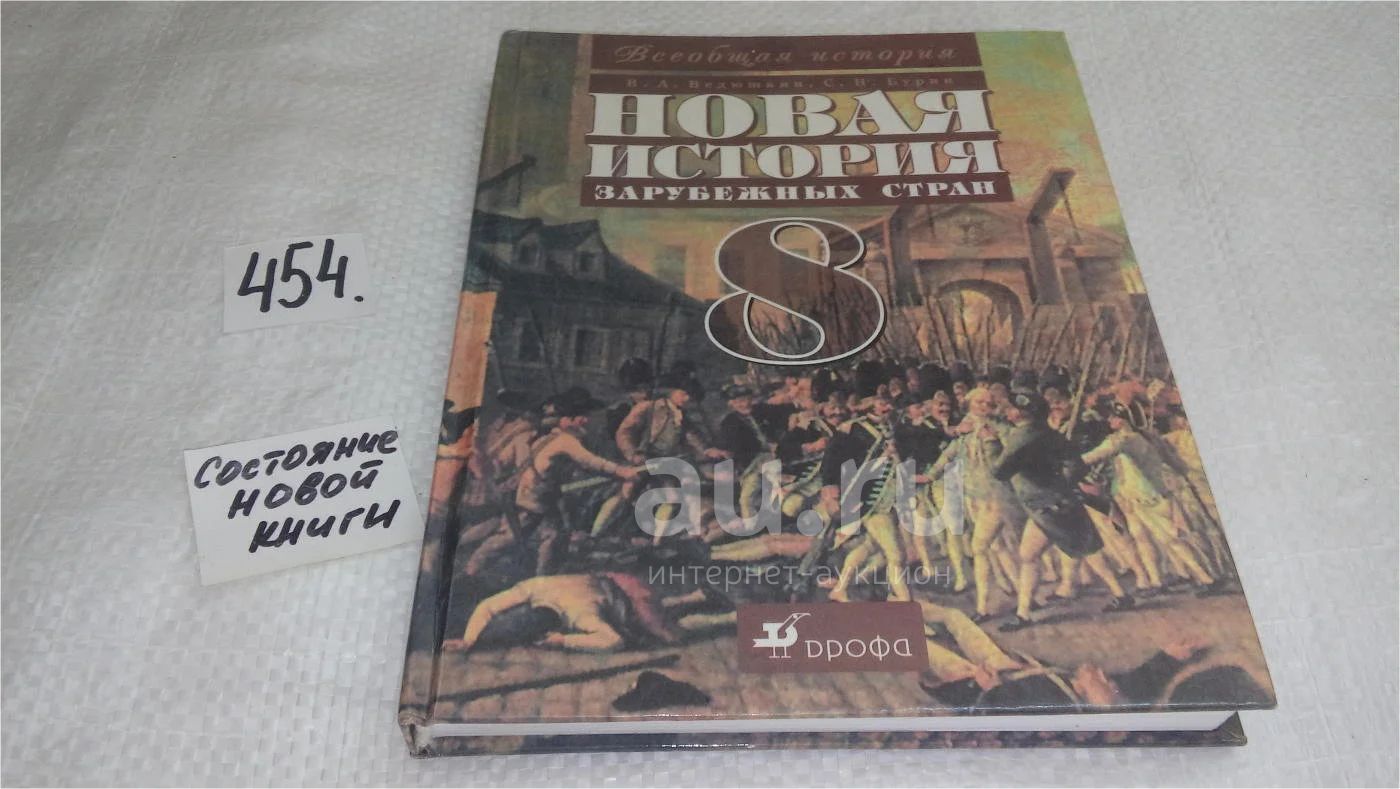 Всеобщая история
В. А. Ведюшкин, С. Н. Бурин
НОВАЯ
ИСТОРИЯ
ЗАРУБЕЖНЫХ СТРАН
8
454.
Состояние
новой
книги
au.ru
интернет-аукцион
дрофа